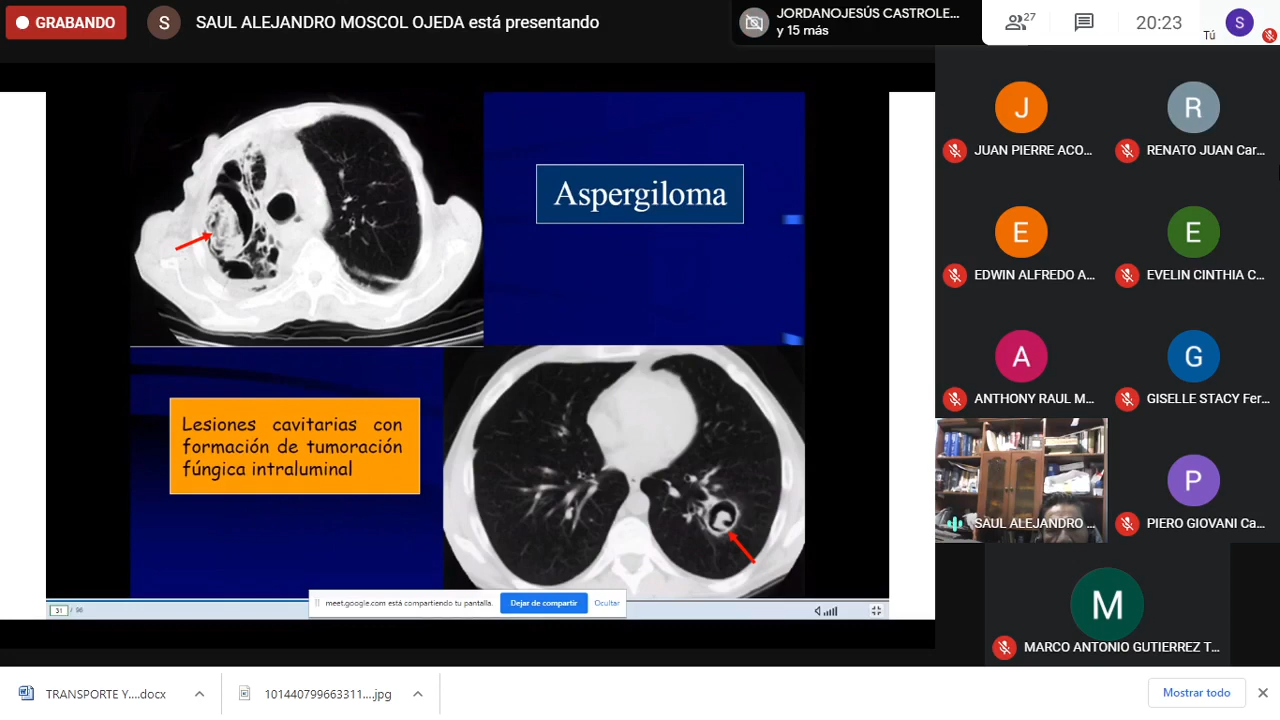 GRABANDO
S
SAUL ALEJANDRO MOSCOL OJEDA está presentando
JORDANOJESÚS CASTROLE...
y 15 más
27
20:23
Tú
S
Aspergiloma
Lesiones cavitarias con
formación de tumoración
fúngica intraluminal
31 / 96
meet.google.com está compartiendo tu pantalla.
Dejar de compartir
Ocultar
J
JUAN PIERRE ACO...
R
RENATO JUAN Car...
E
EDWIN ALFREDO A...
E
EVELIN CINTHIA C...
A
ANTHONY RAUL M...
G
GISELLE STACY Fer...
SAUL ALEJANDRO ...
P
PIERO GIOVANI Ca...
M
MARCO ANTONIO GUTIERREZ T...
TRANSPORTE Y....docx
101440799663311....jpg
Mostrar todo